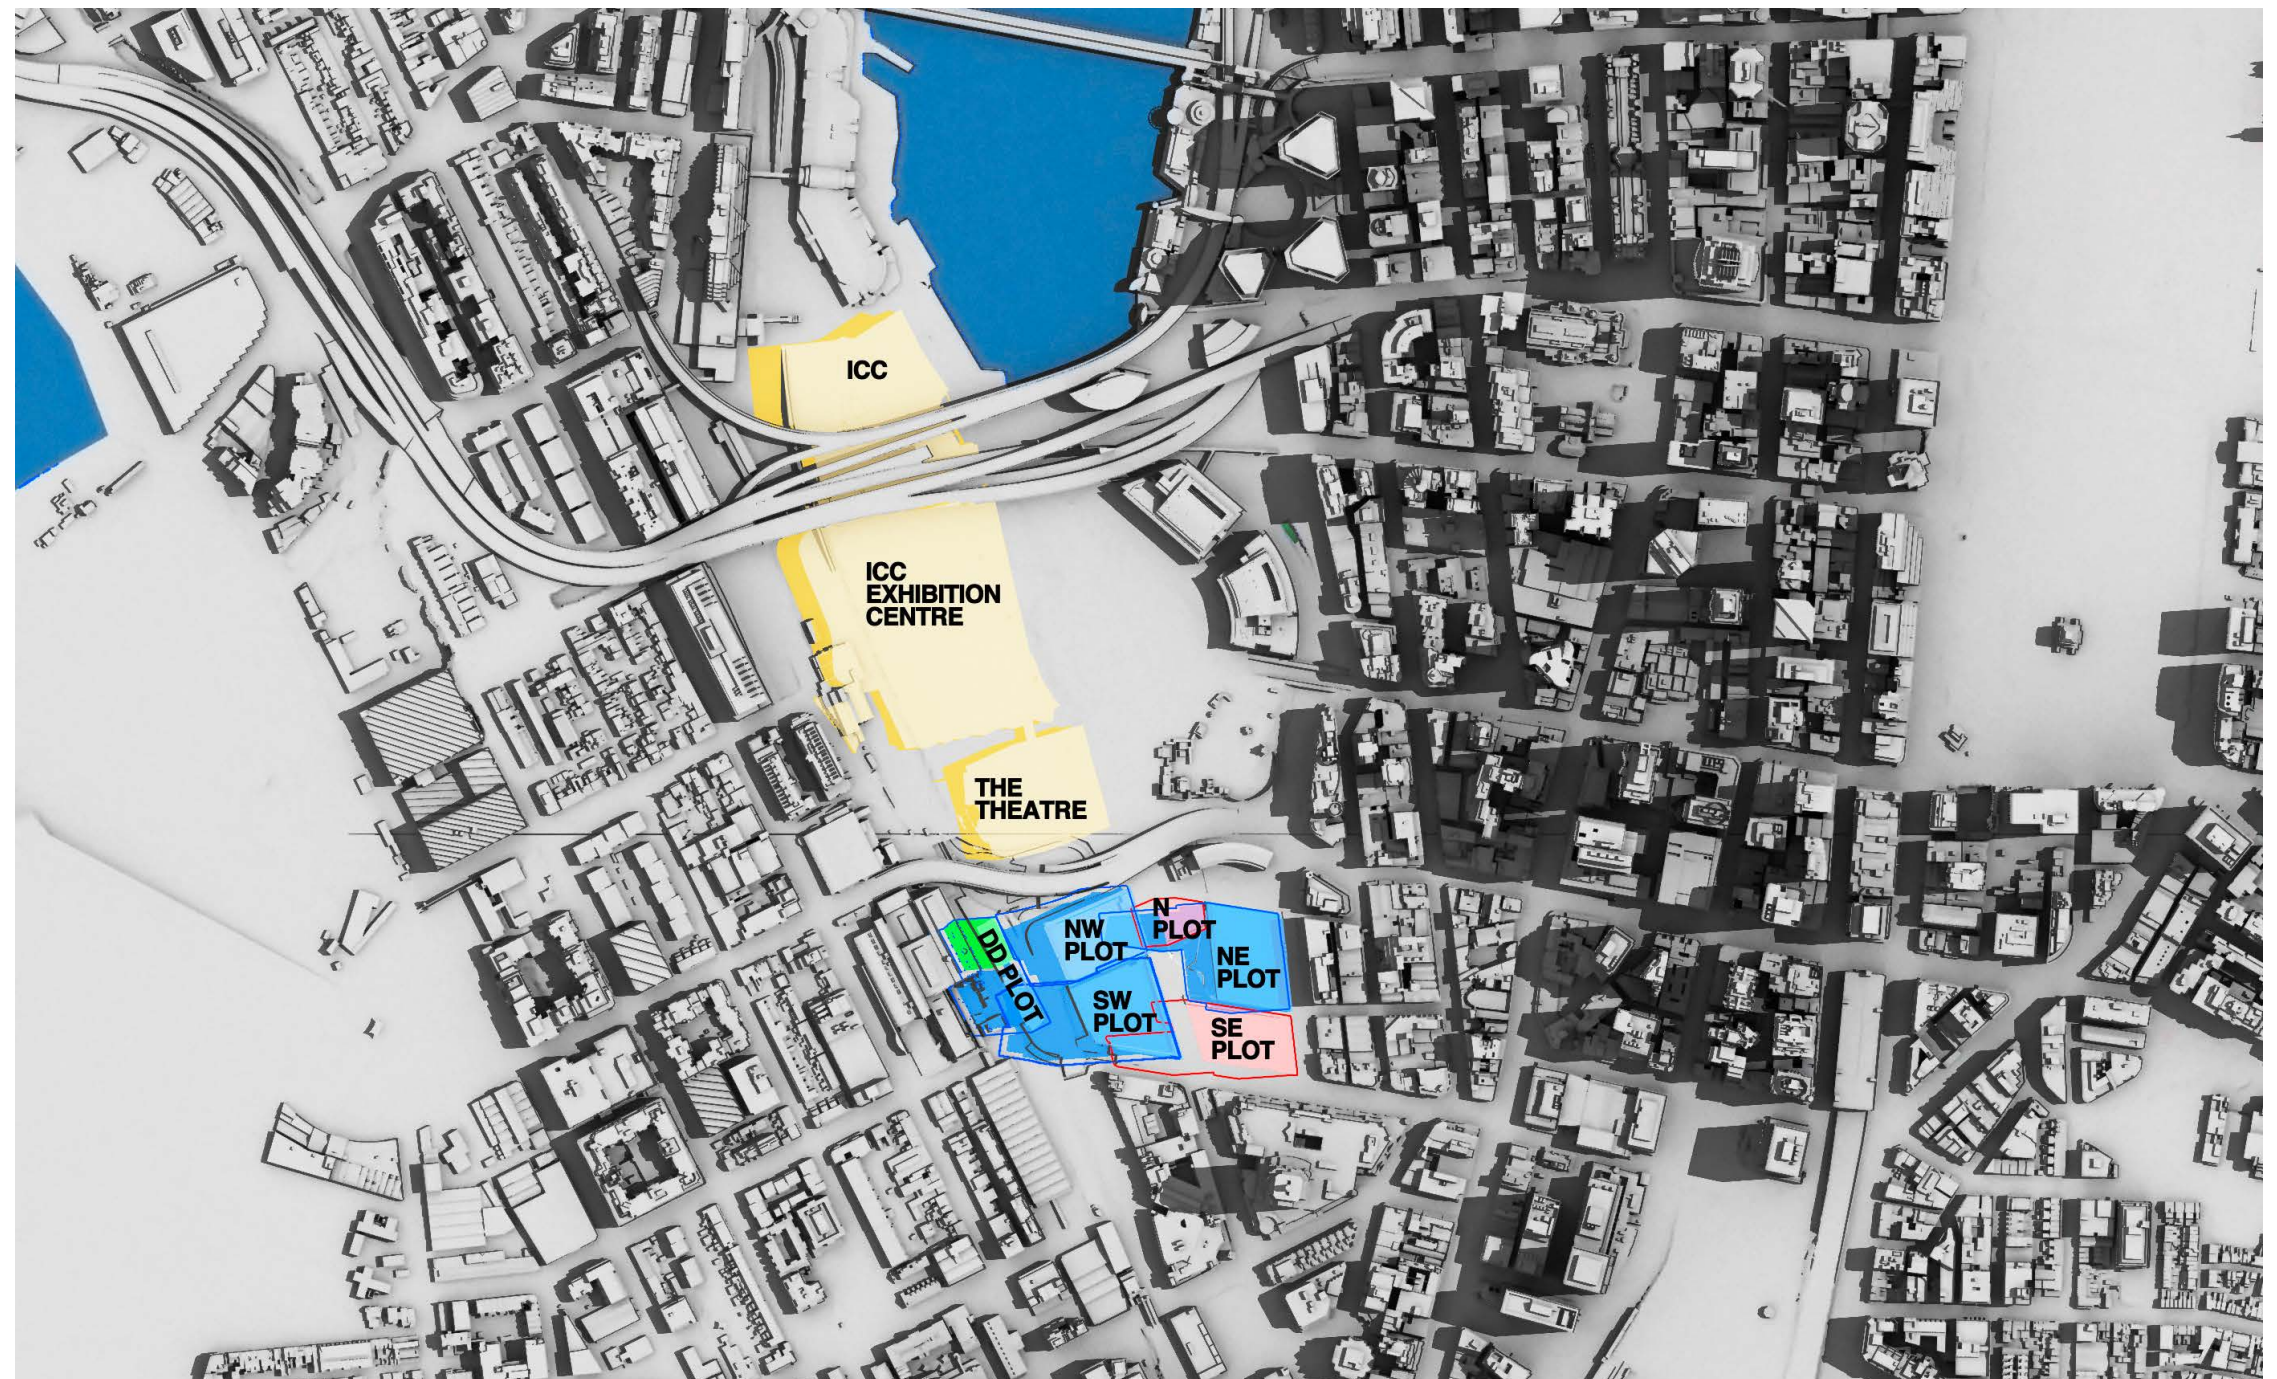 ICC
ICC
EXHIBITION
CENTRE
THE
THEATRE
DD PLOT
NW
PLOT
N
PLOT
NE
PLOT
SW
PLOT
SE
PLOT